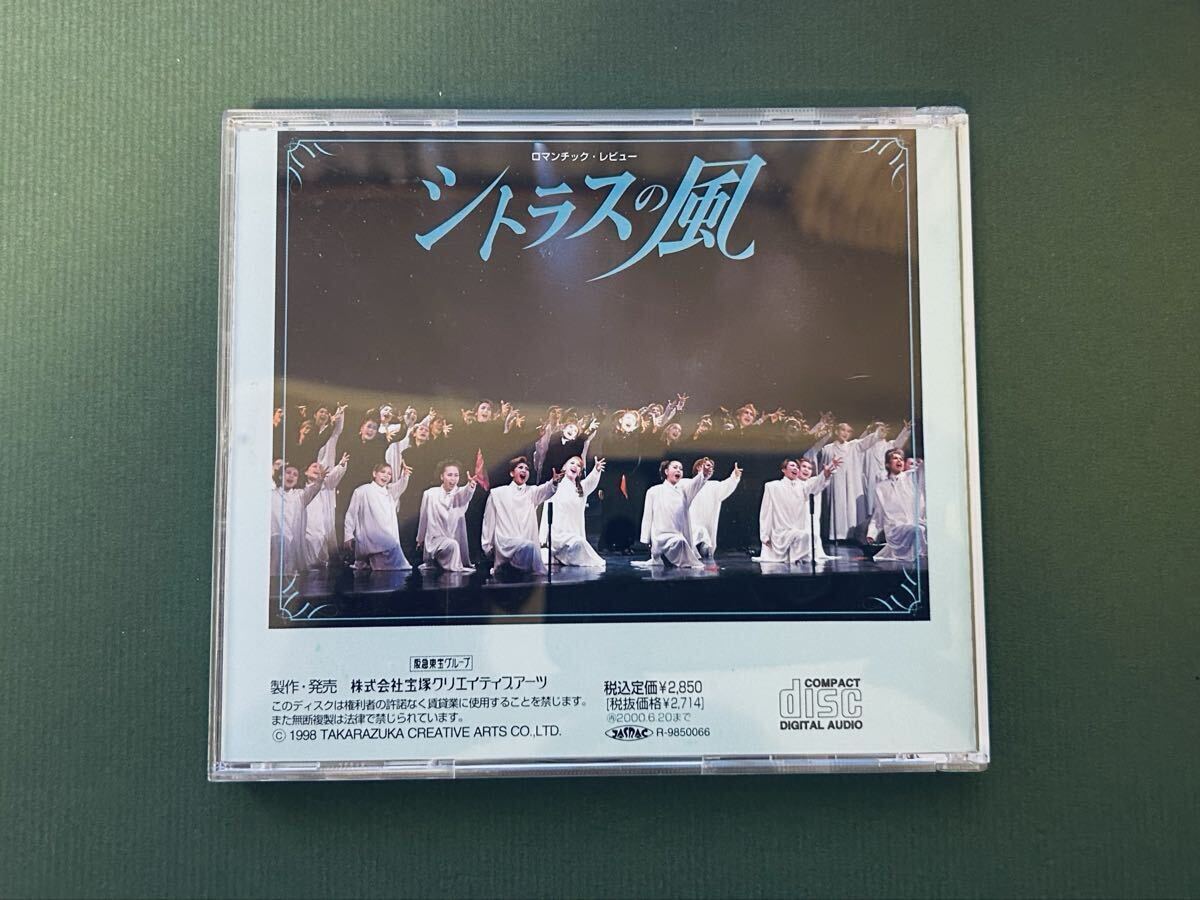 ロマンチック・レビュー
シトラスの風
阪急東宝グループ
製作・発売 株式会社宝塚クリエイティブアーツ
このディスクは権利者の許諾なく賃貸業に使用することを禁じます。
また無断複製は法律で禁じられています。
© 1998 TAKARAZUKA CREATIVE ARTS CO.,LTD.
税込定価¥2,850
[税抜価格¥2,714]
㋐2000.6.20まで
JASRAC R-9850066
COMPACT
disc
DIGITAL AUDIO